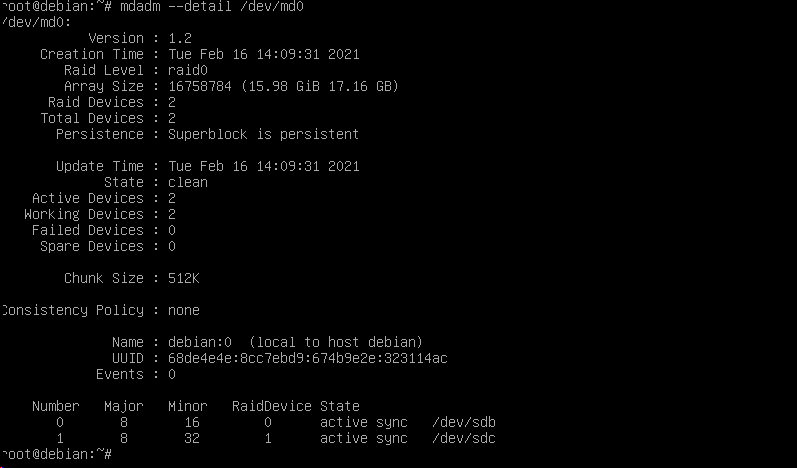 root@debian:~# mdadm --detail /dev/md0
/dev/md0:
Version : 1.2
Creation Time : Tue Feb 16 14:09:31 2021
Raid Level : raid0
Array Size : 16758784 (15.98 GiB 17.16 GB)
Raid Devices : 2
Total Devices : 2
Persistence : Superblock is persistent
Update Time : Tue Feb 16 14:09:31 2021
State : clean
Active Devices : 2
Working Devices : 2
Failed Devices : 0
Spare Devices : 0
Chunk Size : 512K
Consistency Policy : none
Name : debian:0  (local to host debian)
UUID : 68de4e4e:8cc7ebd9:674b9e2e:323114ac
Events : 0
Number   Major   Minor   RaidDevice State
0       8       16        0      active sync   /dev/sdb
1       8       32        1      active sync   /dev/sdc
root@debian:~#